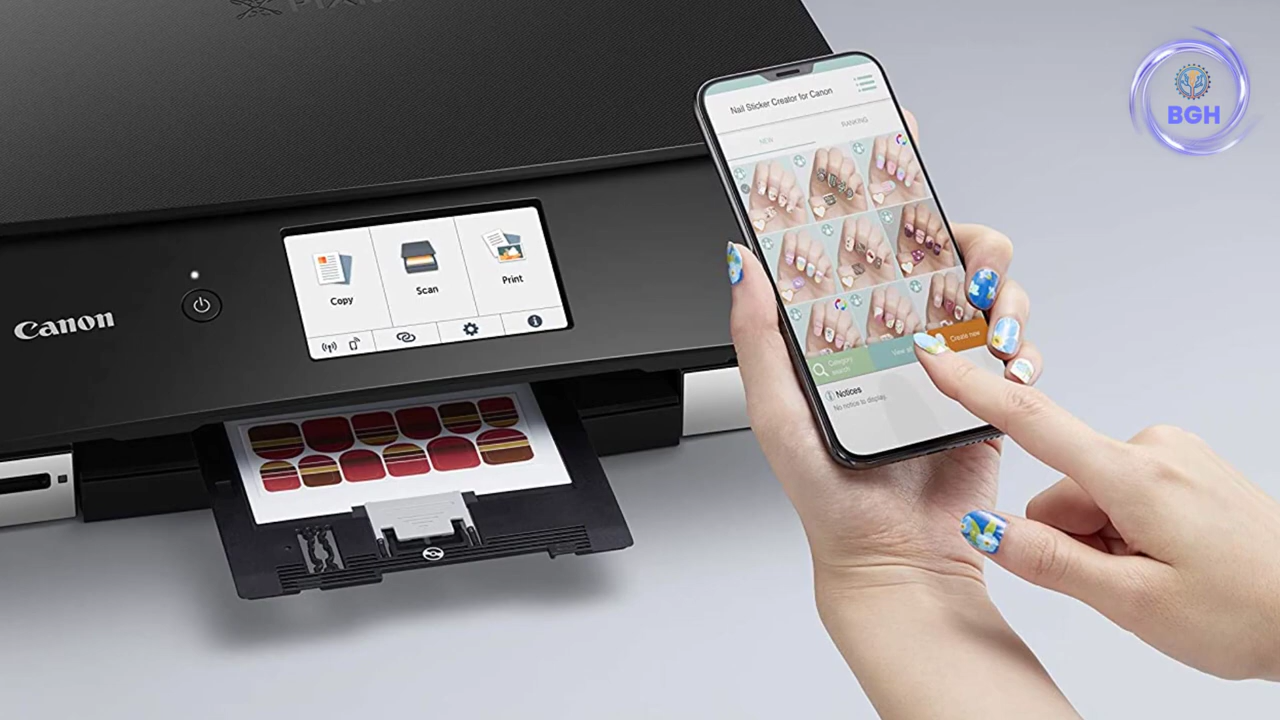 BGH
Nail Sticker Creator for Canon
NEW
RANKING
Canon
Copy
Scan
Print
Category
search
Create new
Notices
No notice to display.